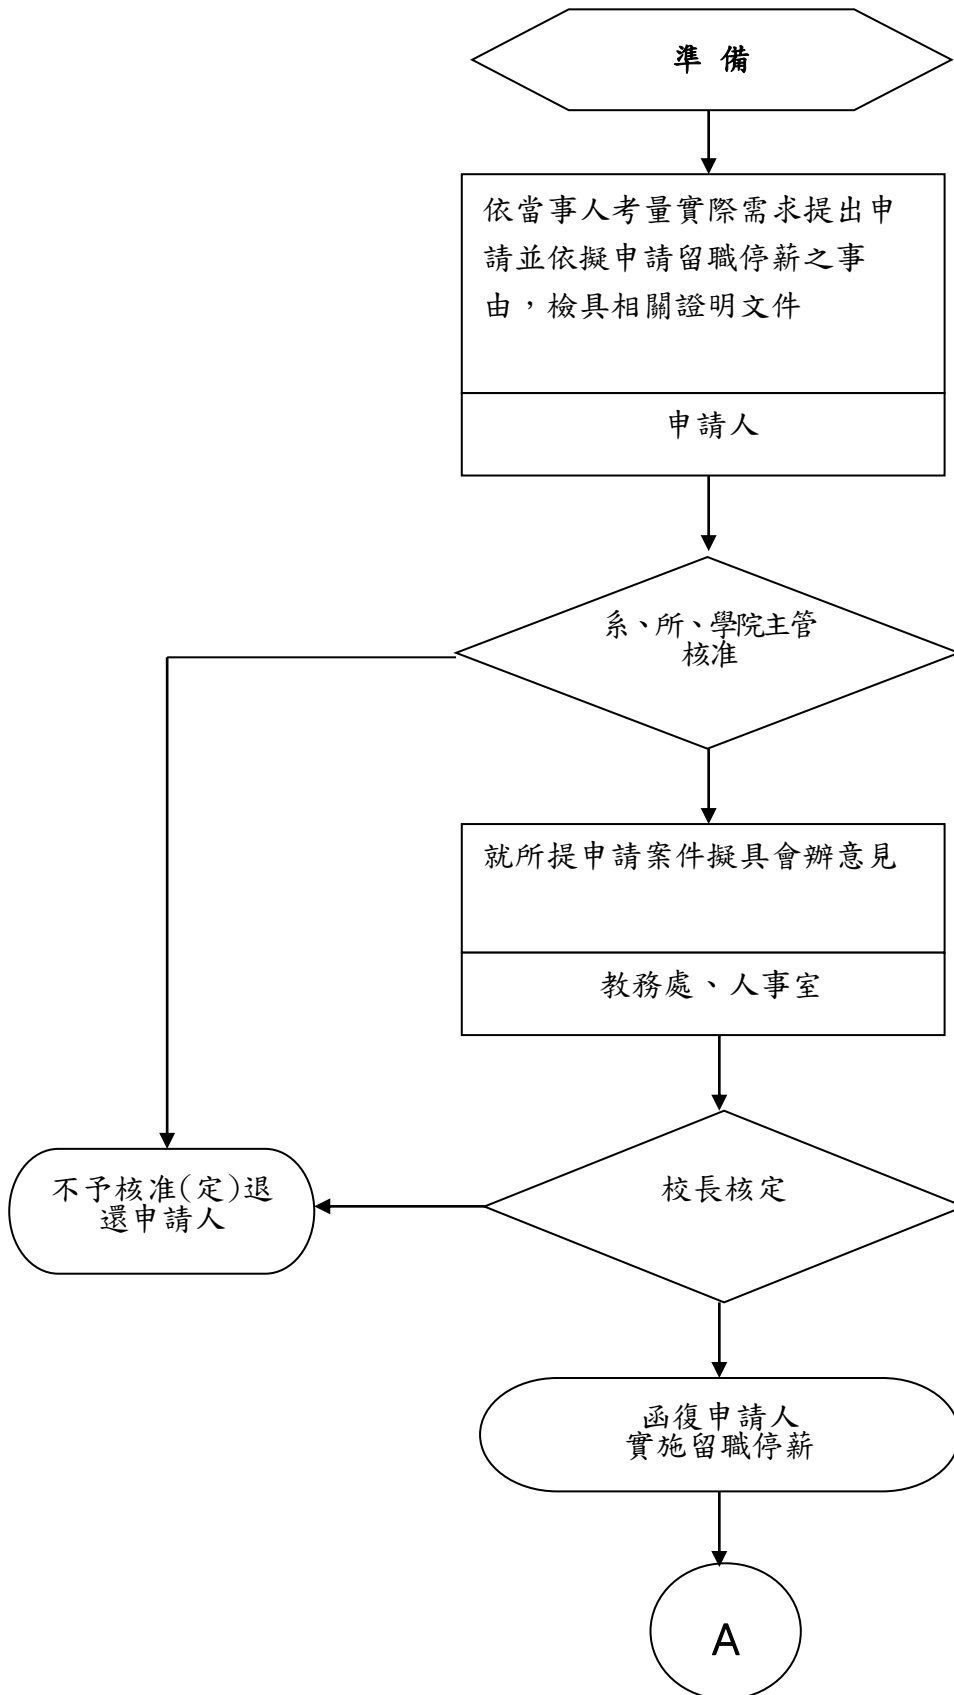 準 備
依當事人考量實際需求提出申
請並依擬申請留職停薪之事
由，檢具相關證明文件
申請人
系、所、學院主管
核准
就所提申請案件擬具會辦意見
教務處、人事室
校長核定
不予核准(定)退
還申請人
函復申請人
實施留職停薪
A